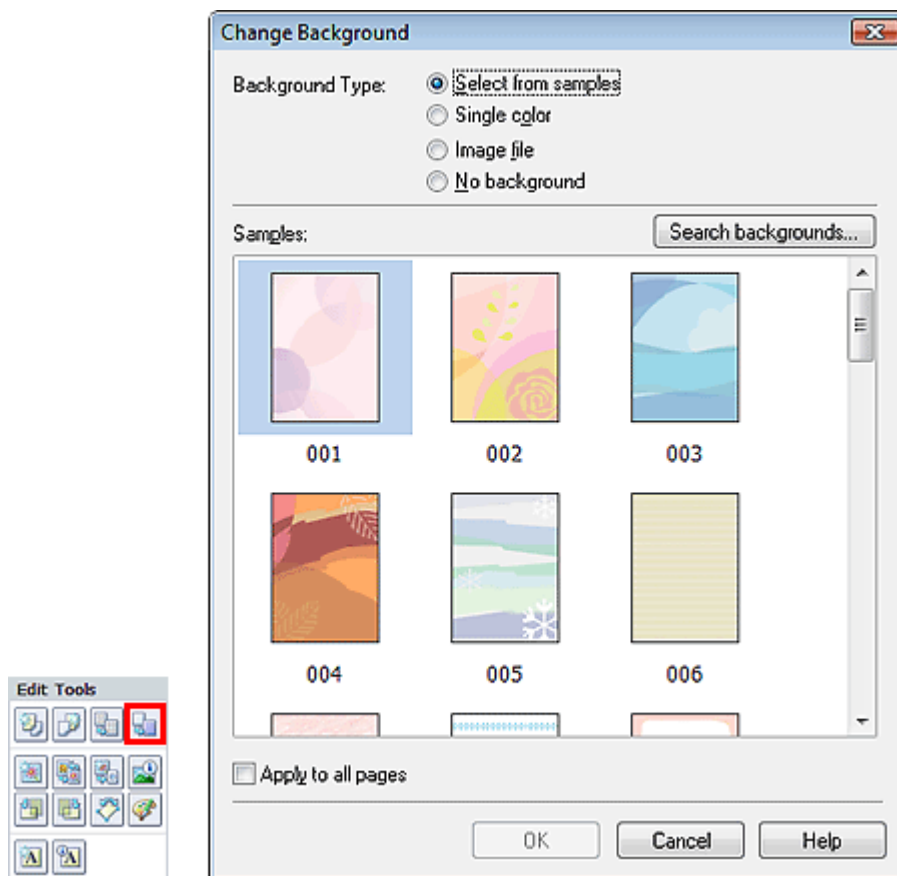 Change Background
Background Type:
Select from samples
Single color
Image file
No background
Samples:
Search backgrounds...
001 002 003
004 005 006
Edit Tools
Apply to all pages
OK Cancel Help